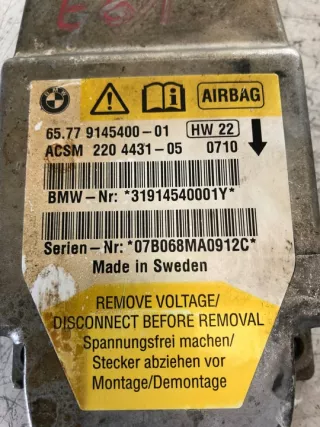 AIRBAG
65.77 9145400-01 HW 22
ACSM 220 4431-05 0710
BMW-Nr: *31914540001Y*
Serien-Nr: *07B068MA0912C*
Made in Sweden
REMOVE VOLTAGE/
DISCONNECT BEFORE REMOVAL
Spannungsfrei machen/
Stecker abziehen vor
Montage/Demontage